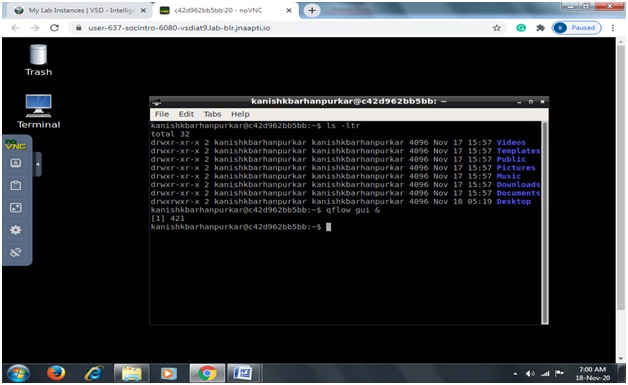 My Lab Instances | VSD - Intellige
c42d962bb5bb:20 - noVNC
user-637-socintro-6080-vsdiat9.lab-blr.jnaapti.io
Paused
Trash
Terminal
VNC
kanishkbarhanpurkar@c42d962bb5bb: ~
File Edit Tabs Help
kanishkbarhanpurkar@c42d962bb5bb:~$ ls -ltr
total 32
drwxr-xr-x 2 kanishkbarhanpurkar kanishkbarhanpurkar 4096 Nov 17 15:57 Videos
drwxr-xr-x 2 kanishkbarhanpurkar kanishkbarhanpurkar 4096 Nov 17 15:57 Templates
drwxr-xr-x 2 kanishkbarhanpurkar kanishkbarhanpurkar 4096 Nov 17 15:57 Public
drwxr-xr-x 2 kanishkbarhanpurkar kanishkbarhanpurkar 4096 Nov 17 15:57 Pictures
drwxr-xr-x 2 kanishkbarhanpurkar kanishkbarhanpurkar 4096 Nov 17 15:57 Music
drwxr-xr-x 2 kanishkbarhanpurkar kanishkbarhanpurkar 4096 Nov 17 15:57 Downloads
drwxr-xr-x 2 kanishkbarhanpurkar kanishkbarhanpurkar 4096 Nov 17 15:57 Documents
drwxrwxr-x 2 kanishkbarhanpurkar kanishkbarhanpurkar 4096 Nov 18 05:19 Desktop
kanishkbarhanpurkar@c42d962bb5bb:~$ qflow gui &
[1] 421
kanishkbarhanpurkar@c42d962bb5bb:~$
7:00 AM
18-Nov-20